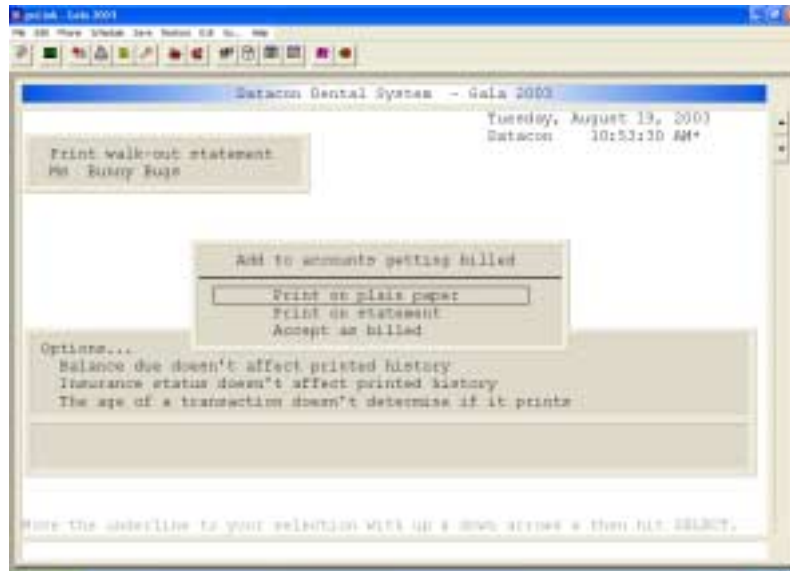 Gala 2003
Datacon Dental System - Gala 2003
Tuesday, August 19, 2003
Datacon 10:53:30 AM*
Print walk-out statement
Bunny Bugs
Add to accounts getting billed
Print on plain paper
Print on statement
Accept as billed
Options...
Balance due doesn't affect printed history
Insurance status doesn't affect printed history
The age of a transaction doesn't determine if it prints
Move the underline to your selection with up & down arrows & then hit SELECT.